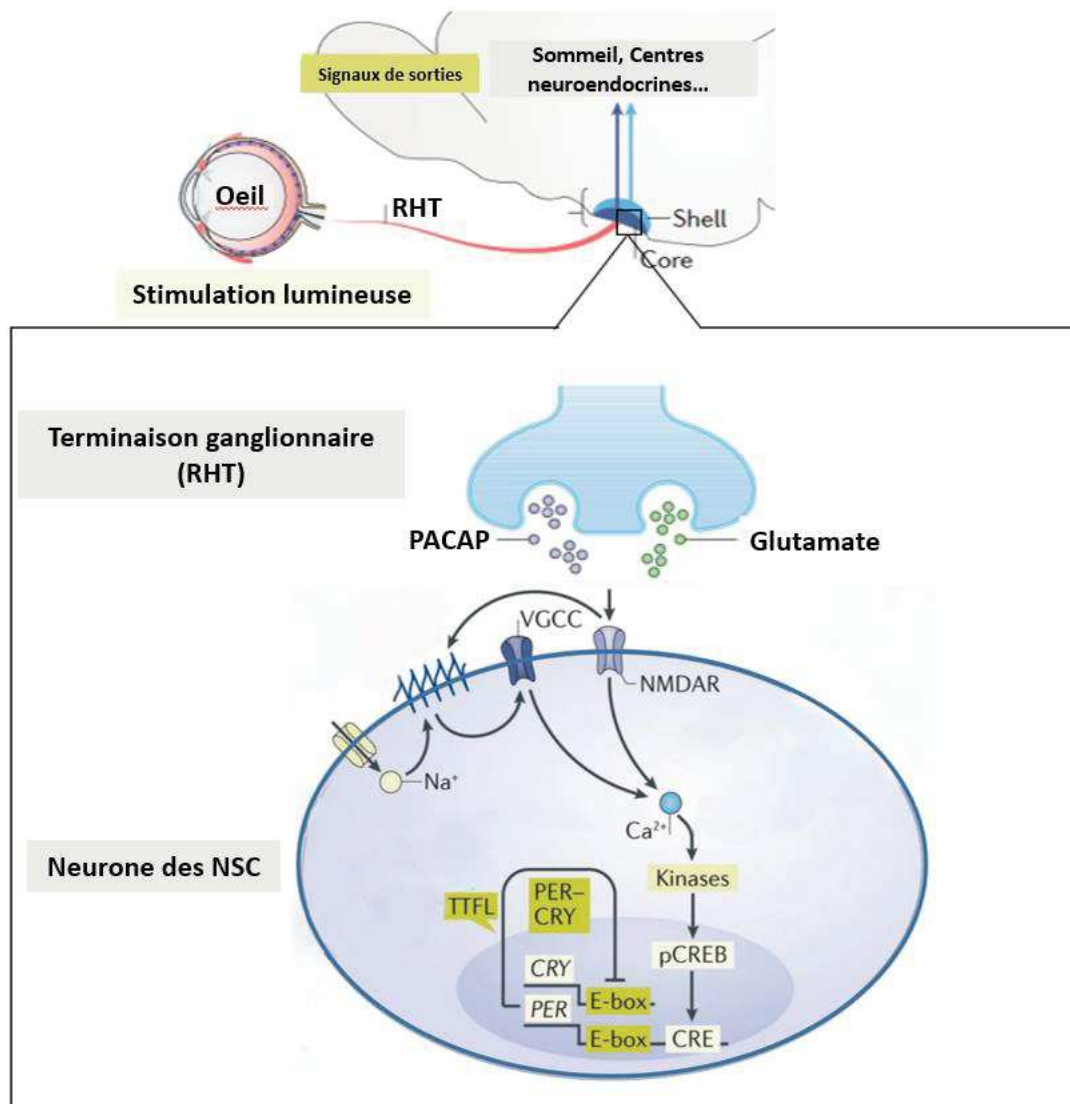 Signaux de sorties
Sommeil, Centres
neuroendocrines...
Oeil
RHT
Shell
Core
Stimulation lumineuse
Terminaison ganglionnaire
(RHT)
PACAP
Glutamate
VGCC
NMDAR
Na⁺
Ca²⁺
Neurone des NSC
Kinases
TTFL
PER–
CRY
pCREB
CRY
E-box
PER
E-box
CRE